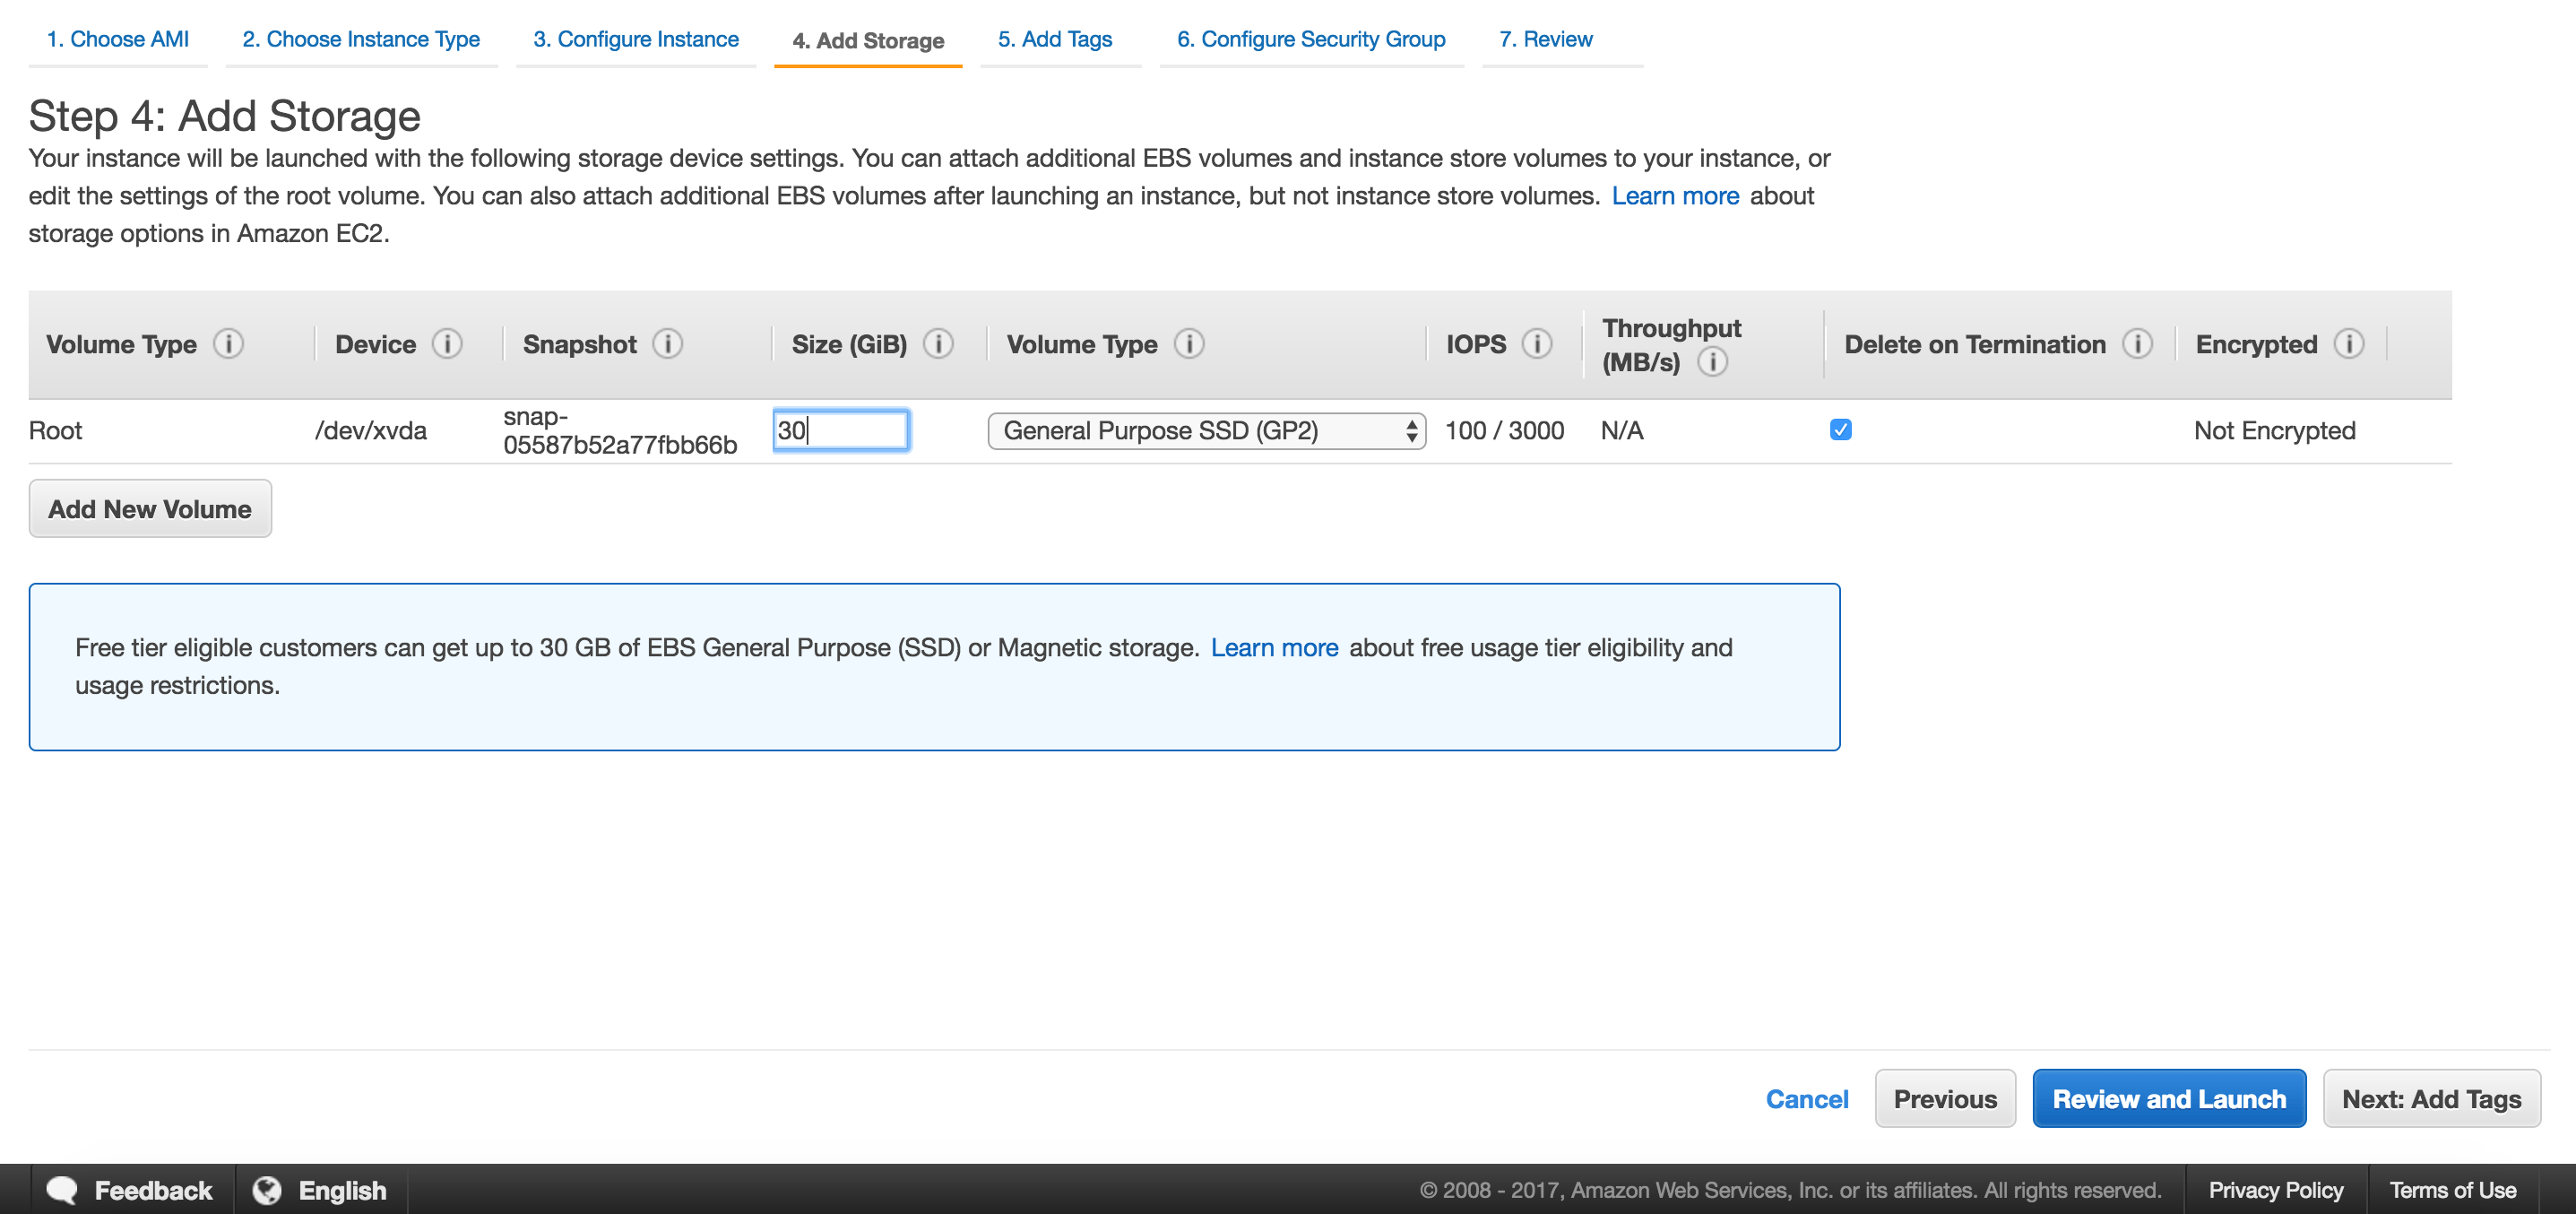 1. Choose AMI 2. Choose Instance Type 3. Configure Instance 4. Add Storage 5. Add Tags 6. Configure Security Group 7. Review
Step 4: Add Storage
Your instance will be launched with the following storage device settings. You can attach additional EBS volumes and instance store volumes to your instance, or
edit the settings of the root volume. You can also attach additional EBS volumes after launching an instance, but not instance store volumes. Learn more about
storage options in Amazon EC2.
Volume Type i Device i Snapshot i Size (GiB) i Volume Type i IOPS i Throughput (MB/s) i Delete on Termination i Encrypted i
Root /dev/xvda snap-05587b52a77fbb66b 30 General Purpose SSD (GP2) 100 / 3000 N/A Not Encrypted
Add New Volume
Free tier eligible customers can get up to 30 GB of EBS General Purpose (SSD) or Magnetic storage. Learn more about free usage tier eligibility and
usage restrictions.
Cancel Previous Review and Launch Next: Add Tags
Feedback English © 2008 - 2017, Amazon Web Services, Inc. or its affiliates. All rights reserved. Privacy Policy Terms of Use